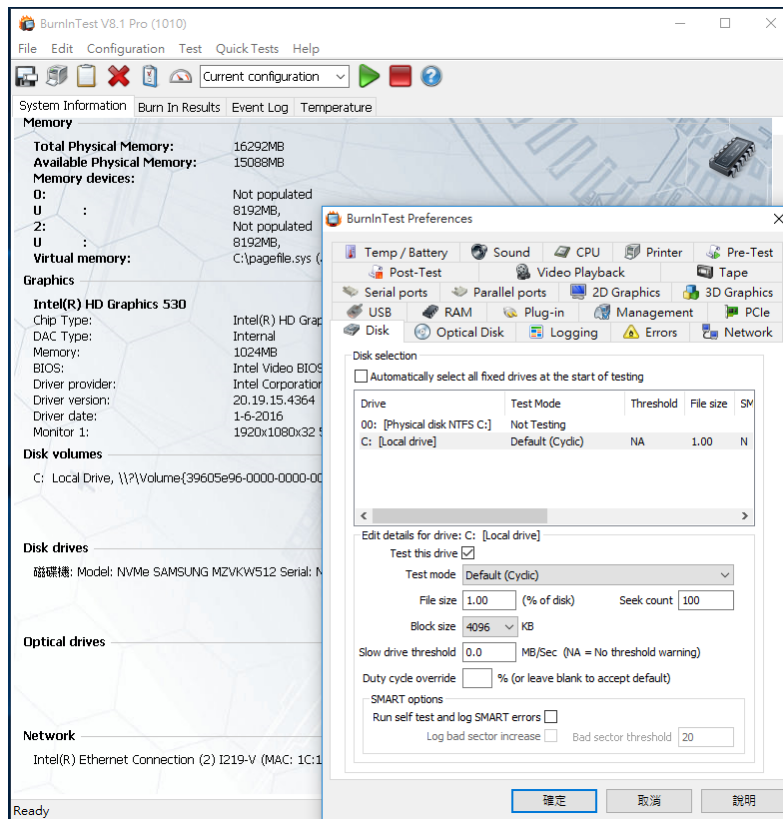 BurnInTest V8.1 Pro (1010)
File Edit Configuration Test Quick Tests Help
Current configuration
System Information Burn In Results Event Log Temperature
Memory
Total Physical Memory: 16292MB
Available Physical Memory: 15088MB
Memory devices:
0: Not populated
U : 8192MB,
2: Not populated
U : 8192MB,
Virtual memory: C:\pagefile.sys (
Graphics
Intel(R) HD Graphics 530
Chip Type: Intel(R) HD Grap
DAC Type: Internal
Memory: 1024MB
BIOS: Intel Video BIOS
Driver provider: Intel Corporation
Driver version: 20.19.15.4364
Driver date: 1-6-2016
Monitor 1: 1920x1080x32
Disk volumes
C: Local Drive, \\?\Volume{39605e96-0000-0000-00
Disk drives
磁碟機: Model: NVMe SAMSUNG MZVKW512 Serial: N
Optical drives
Network
Intel(R) Ethernet Connection (2) I219-V (MAC: 1C:1
Ready
BurnInTest Preferences
Temp / Battery Sound CPU Printer Pre-Test
Post-Test Video Playback Tape
Serial ports Parallel ports 2D Graphics 3D Graphics
USB RAM Plug-in Management PCIe
Disk Optical Disk Logging Errors Network
Disk selection
Automatically select all fixed drives at the start of testing
Drive Test Mode Threshold File size SM
00: [Physical disk NTFS C:] Not Testing
C: [Local drive] Default (Cyclic) NA 1.00 N
Edit details for drive: C: [Local drive]
Test this drive
Test mode Default (Cyclic)
File size 1.00 (% of disk) Seek count 100
Block size 4096 KB
Slow drive threshold 0.0 MB/Sec (NA = No threshold warning)
Duty cycle override % (or leave blank to accept default)
SMART options
Run self test and log SMART errors
Log bad sector increase Bad sector threshold 20
確定 取消 說明